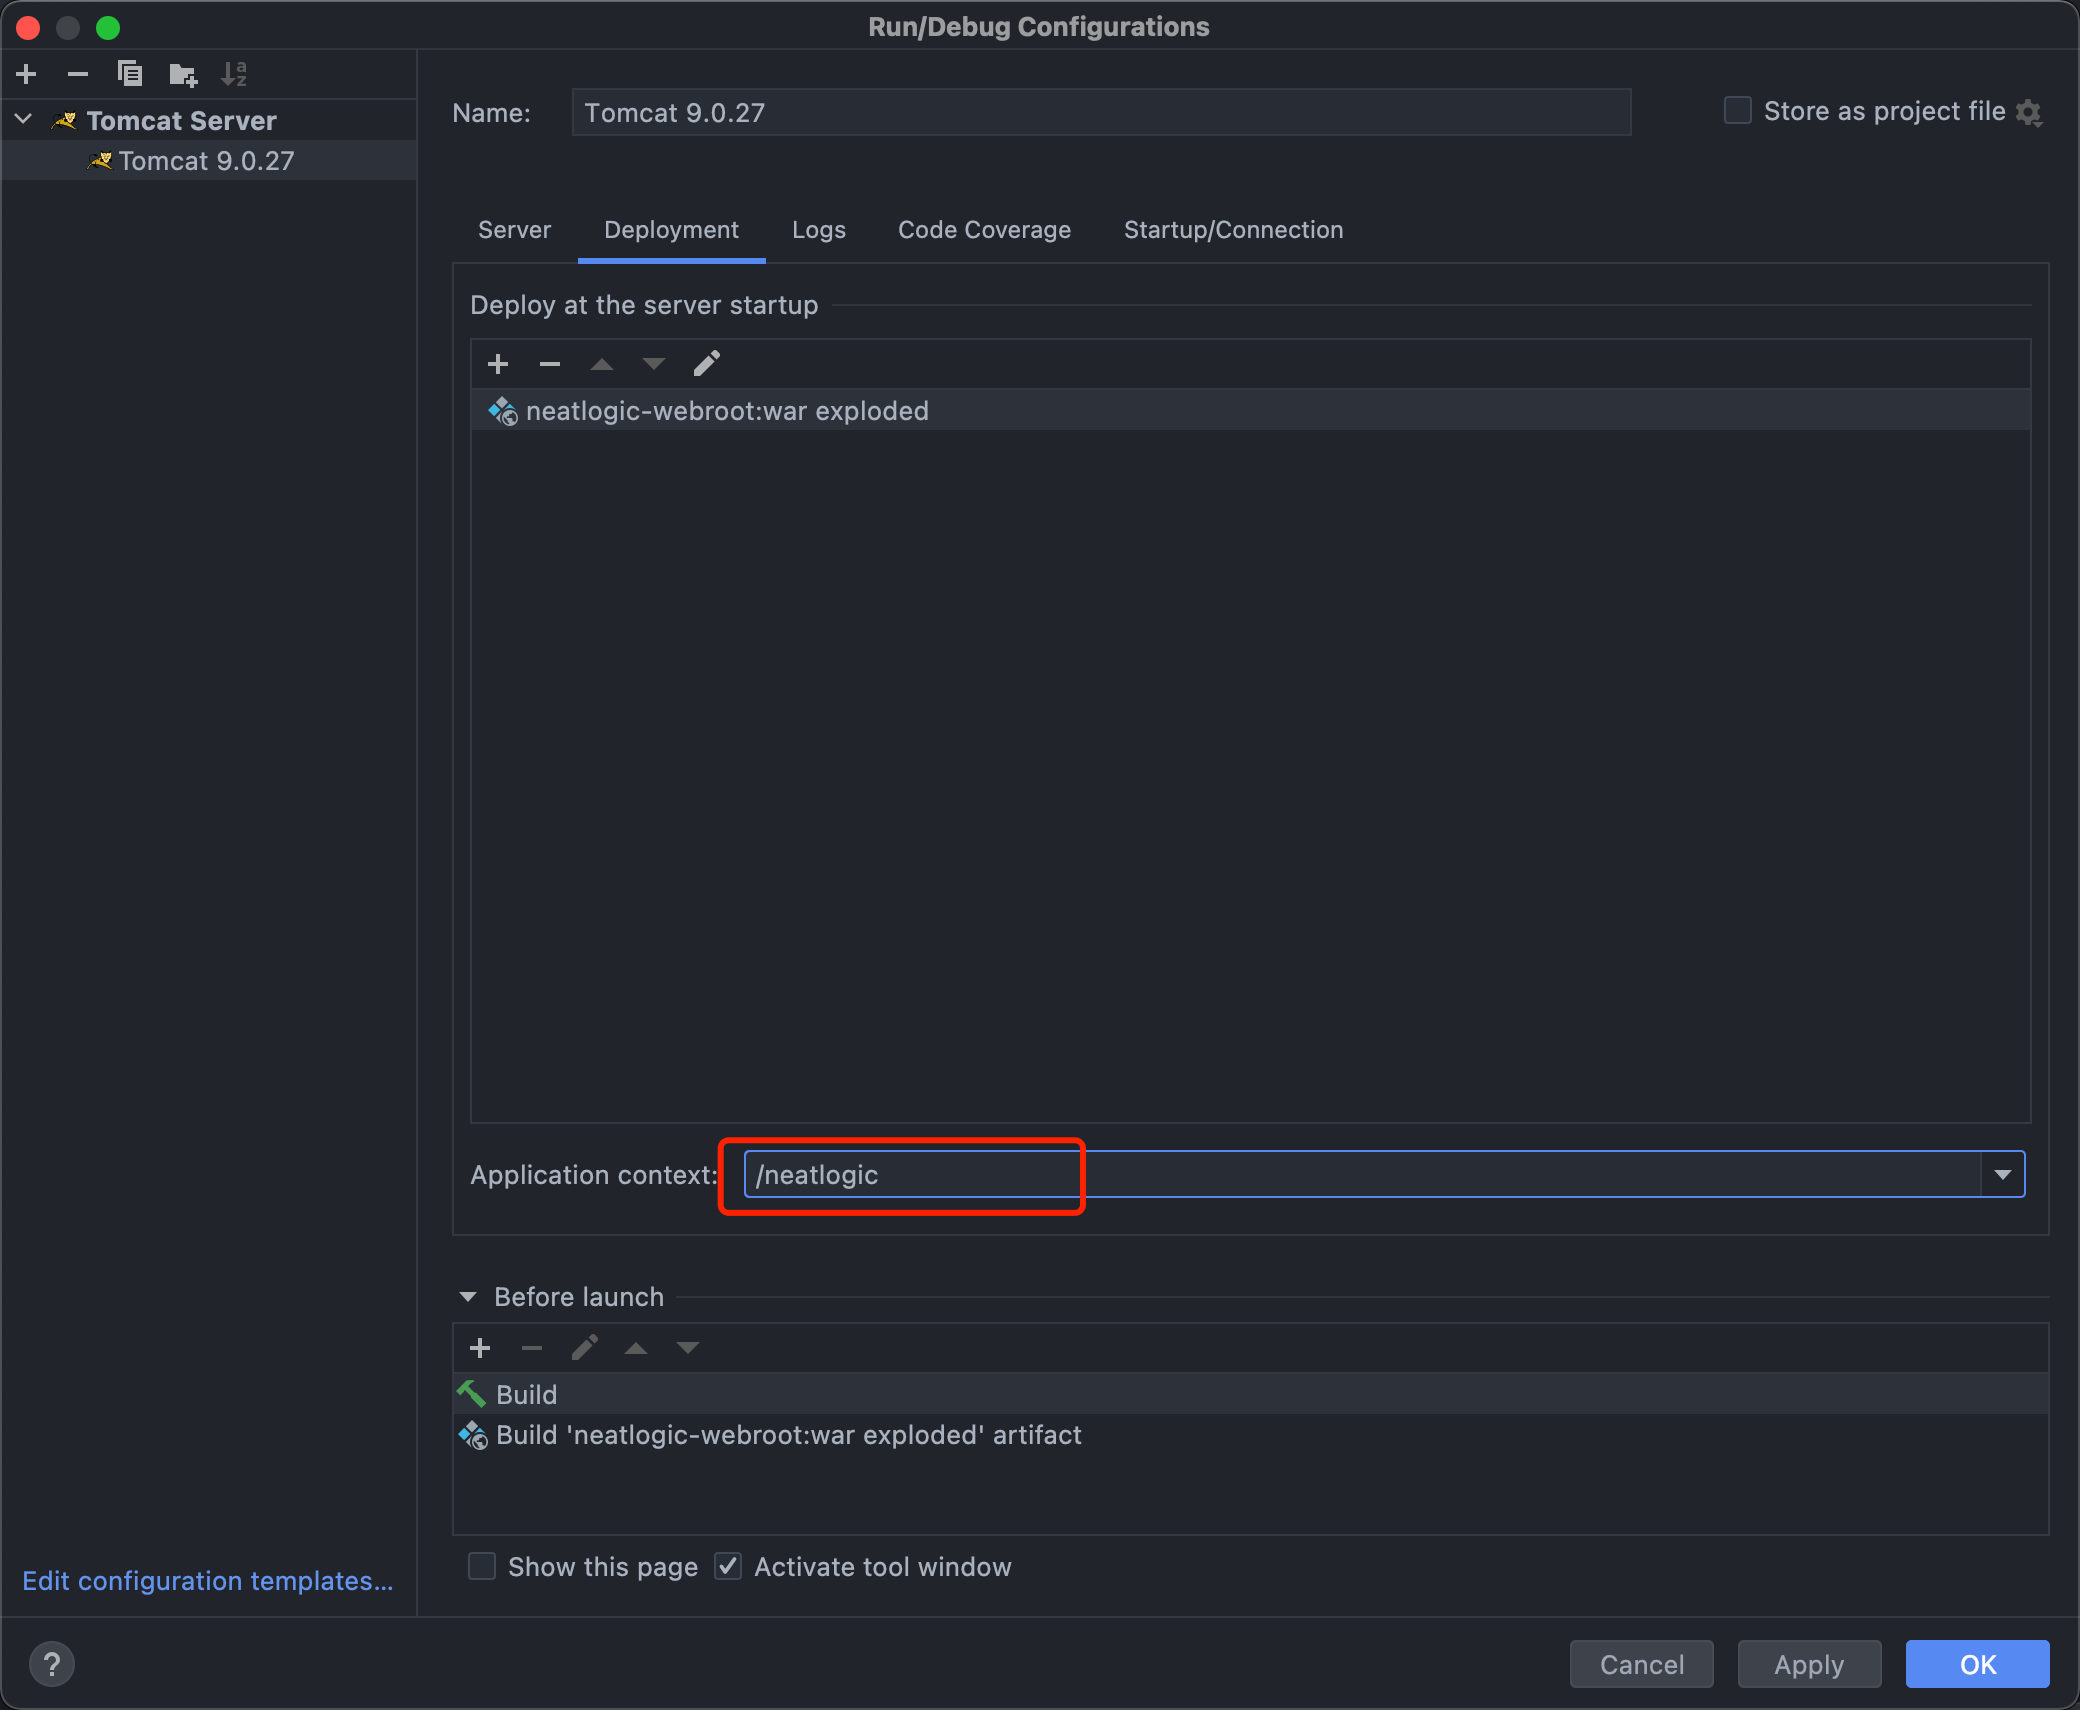 Run/Debug Configurations
Tomcat Server
Tomcat 9.0.27
Name: Tomcat 9.0.27
Store as project file
Server Deployment Logs Code Coverage Startup/Connection
Deploy at the server startup
neatlogic-webroot:war exploded
Application context: /neatlogic
Before launch
Build
Build 'neatlogic-webroot:war exploded' artifact
Show this page Activate tool window
Edit configuration templates...
? Cancel Apply OK